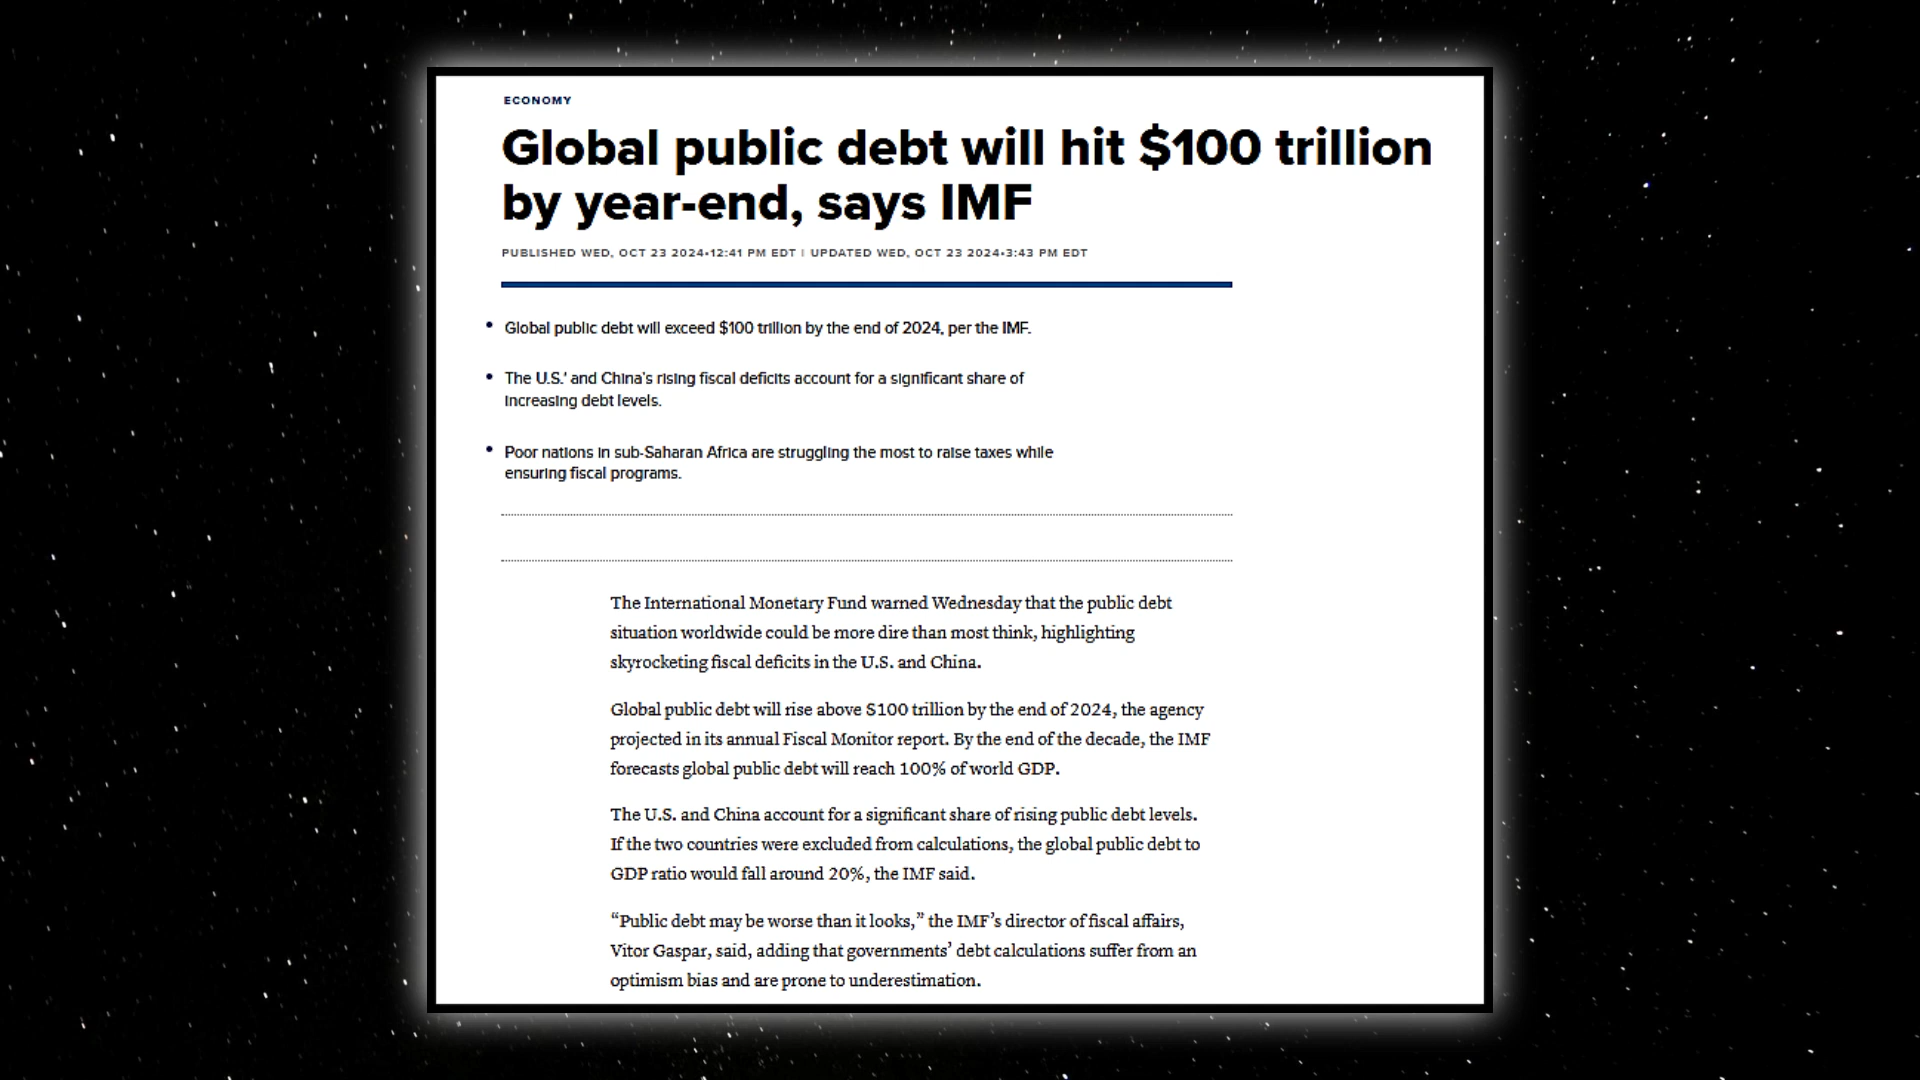 ECONOMY
Global public debt will hit $100 trillion
by year-end, says IMF
PUBLISHED WED, OCT 23 2024•12:41 PM EDT | UPDATED WED, OCT 23 2024•3:43 PM EDT
• Global public debt will exceed $100 trillion by the end of 2024, per the IMF.
• The U.S.' and China's rising fiscal deficits account for a significant share of
increasing debt levels.
• Poor nations in sub-Saharan Africa are struggling the most to raise taxes while
ensuring fiscal programs.
The International Monetary Fund warned Wednesday that the public debt
situation worldwide could be more dire than most think, highlighting
skyrocketing fiscal deficits in the U.S. and China.
Global public debt will rise above $100 trillion by the end of 2024, the agency
projected in its annual Fiscal Monitor report. By the end of the decade, the IMF
forecasts global public debt will reach 100% of world GDP.
The U.S. and China account for a significant share of rising public debt levels.
If the two countries were excluded from calculations, the global public debt to
GDP ratio would fall around 20%, the IMF said.
“Public debt may be worse than it looks,” the IMF’s director of fiscal affairs,
Vitor Gaspar, said, adding that governments’ debt calculations suffer from an
optimism bias and are prone to underestimation.